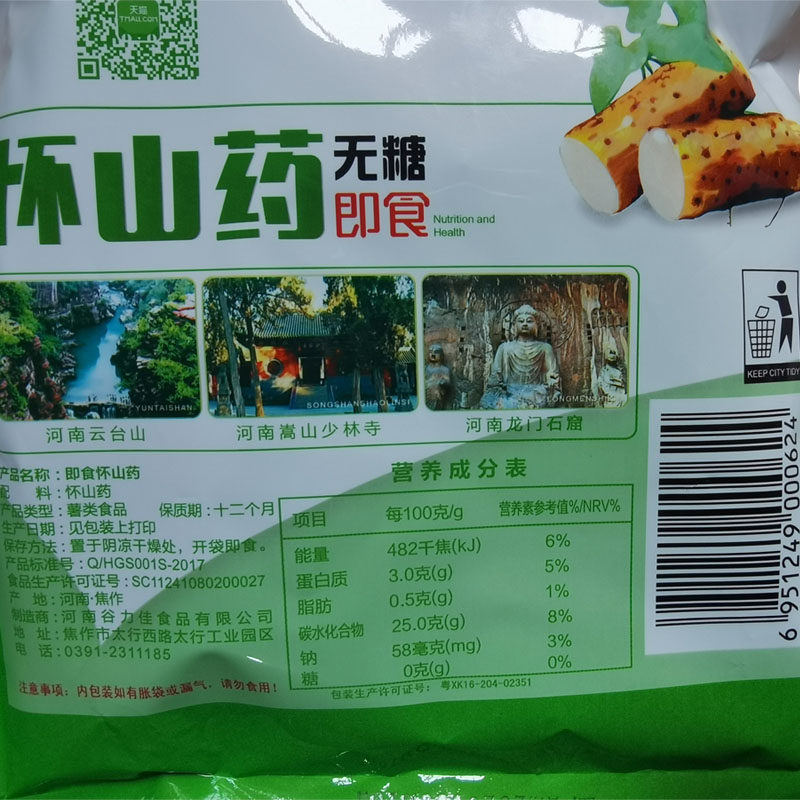 天猫
TMALL.COM
怀山药
无糖
即食
Nutrition and
Health
YUNTAISHAN
SONGSHANSHAOLINSI
河南云台山
河南嵩山少林寺
河南龙门石窟
KEEP CITY TIDY
产品名称：即食怀山药
配　料：怀山药
产品类型：薯类食品　保质期：十二个月
生产日期：见包装上打印
保存方法：置于阴凉干燥处，开袋即食。
产品标准号：Q/HGS001S-2017
食品生产许可证号：SC11241080200027
产　地：河南·焦作
制造商：河南谷力佳食品有限公司
地　址：焦作市太行西路太行工业园区
电　话：0391-2311185
注意事项：内包装如有胀袋或漏气，请勿食用！
营养成分表
项目　每100克/g　营养素参考值%/NRV%
能量　482千焦(kJ)　6%
蛋白质　3.0克(g)　5%
脂肪　0.5克(g)　1%
碳水化合物　25.0克(g)　8%
钠　58毫克(mg)　3%
糖　0克(g)　0%
包装生产许可证号：粤XK16-204-02351
6 951249 000624